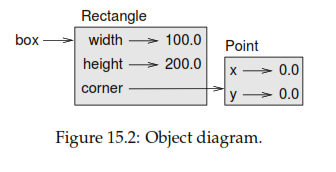 Rectangle
box width 100.0 Point
height 200.0 x 0.0
corner y 0.0
Figure 15.2: Object diagram.